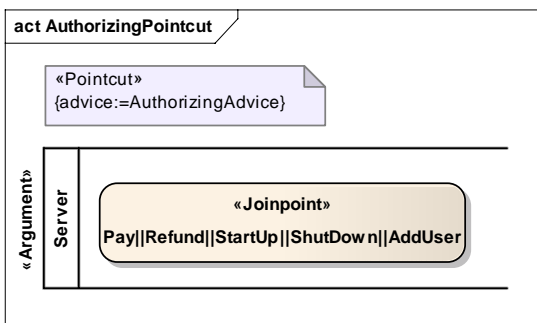 act AuthorizingPointcut
«Pointcut»
{advice:=AuthorizingAdvice}
«Argument»
Server
«Joinpoint»
Pay||Refund||StartUp||ShutDown||AddUser